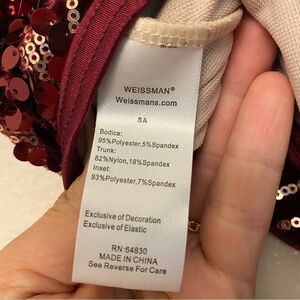 WEISSMAN®
Weissmans.com
SA
Bodice:
95%Polyester,5%Spandex
Trunk:
82%Nylon,18%Spandex
Inset:
93%Polyester,7%Spandex
Exclusive of Decoration
Exclusive of Elastic
RN:64830
MADE IN CHINA
See Reverse For Care